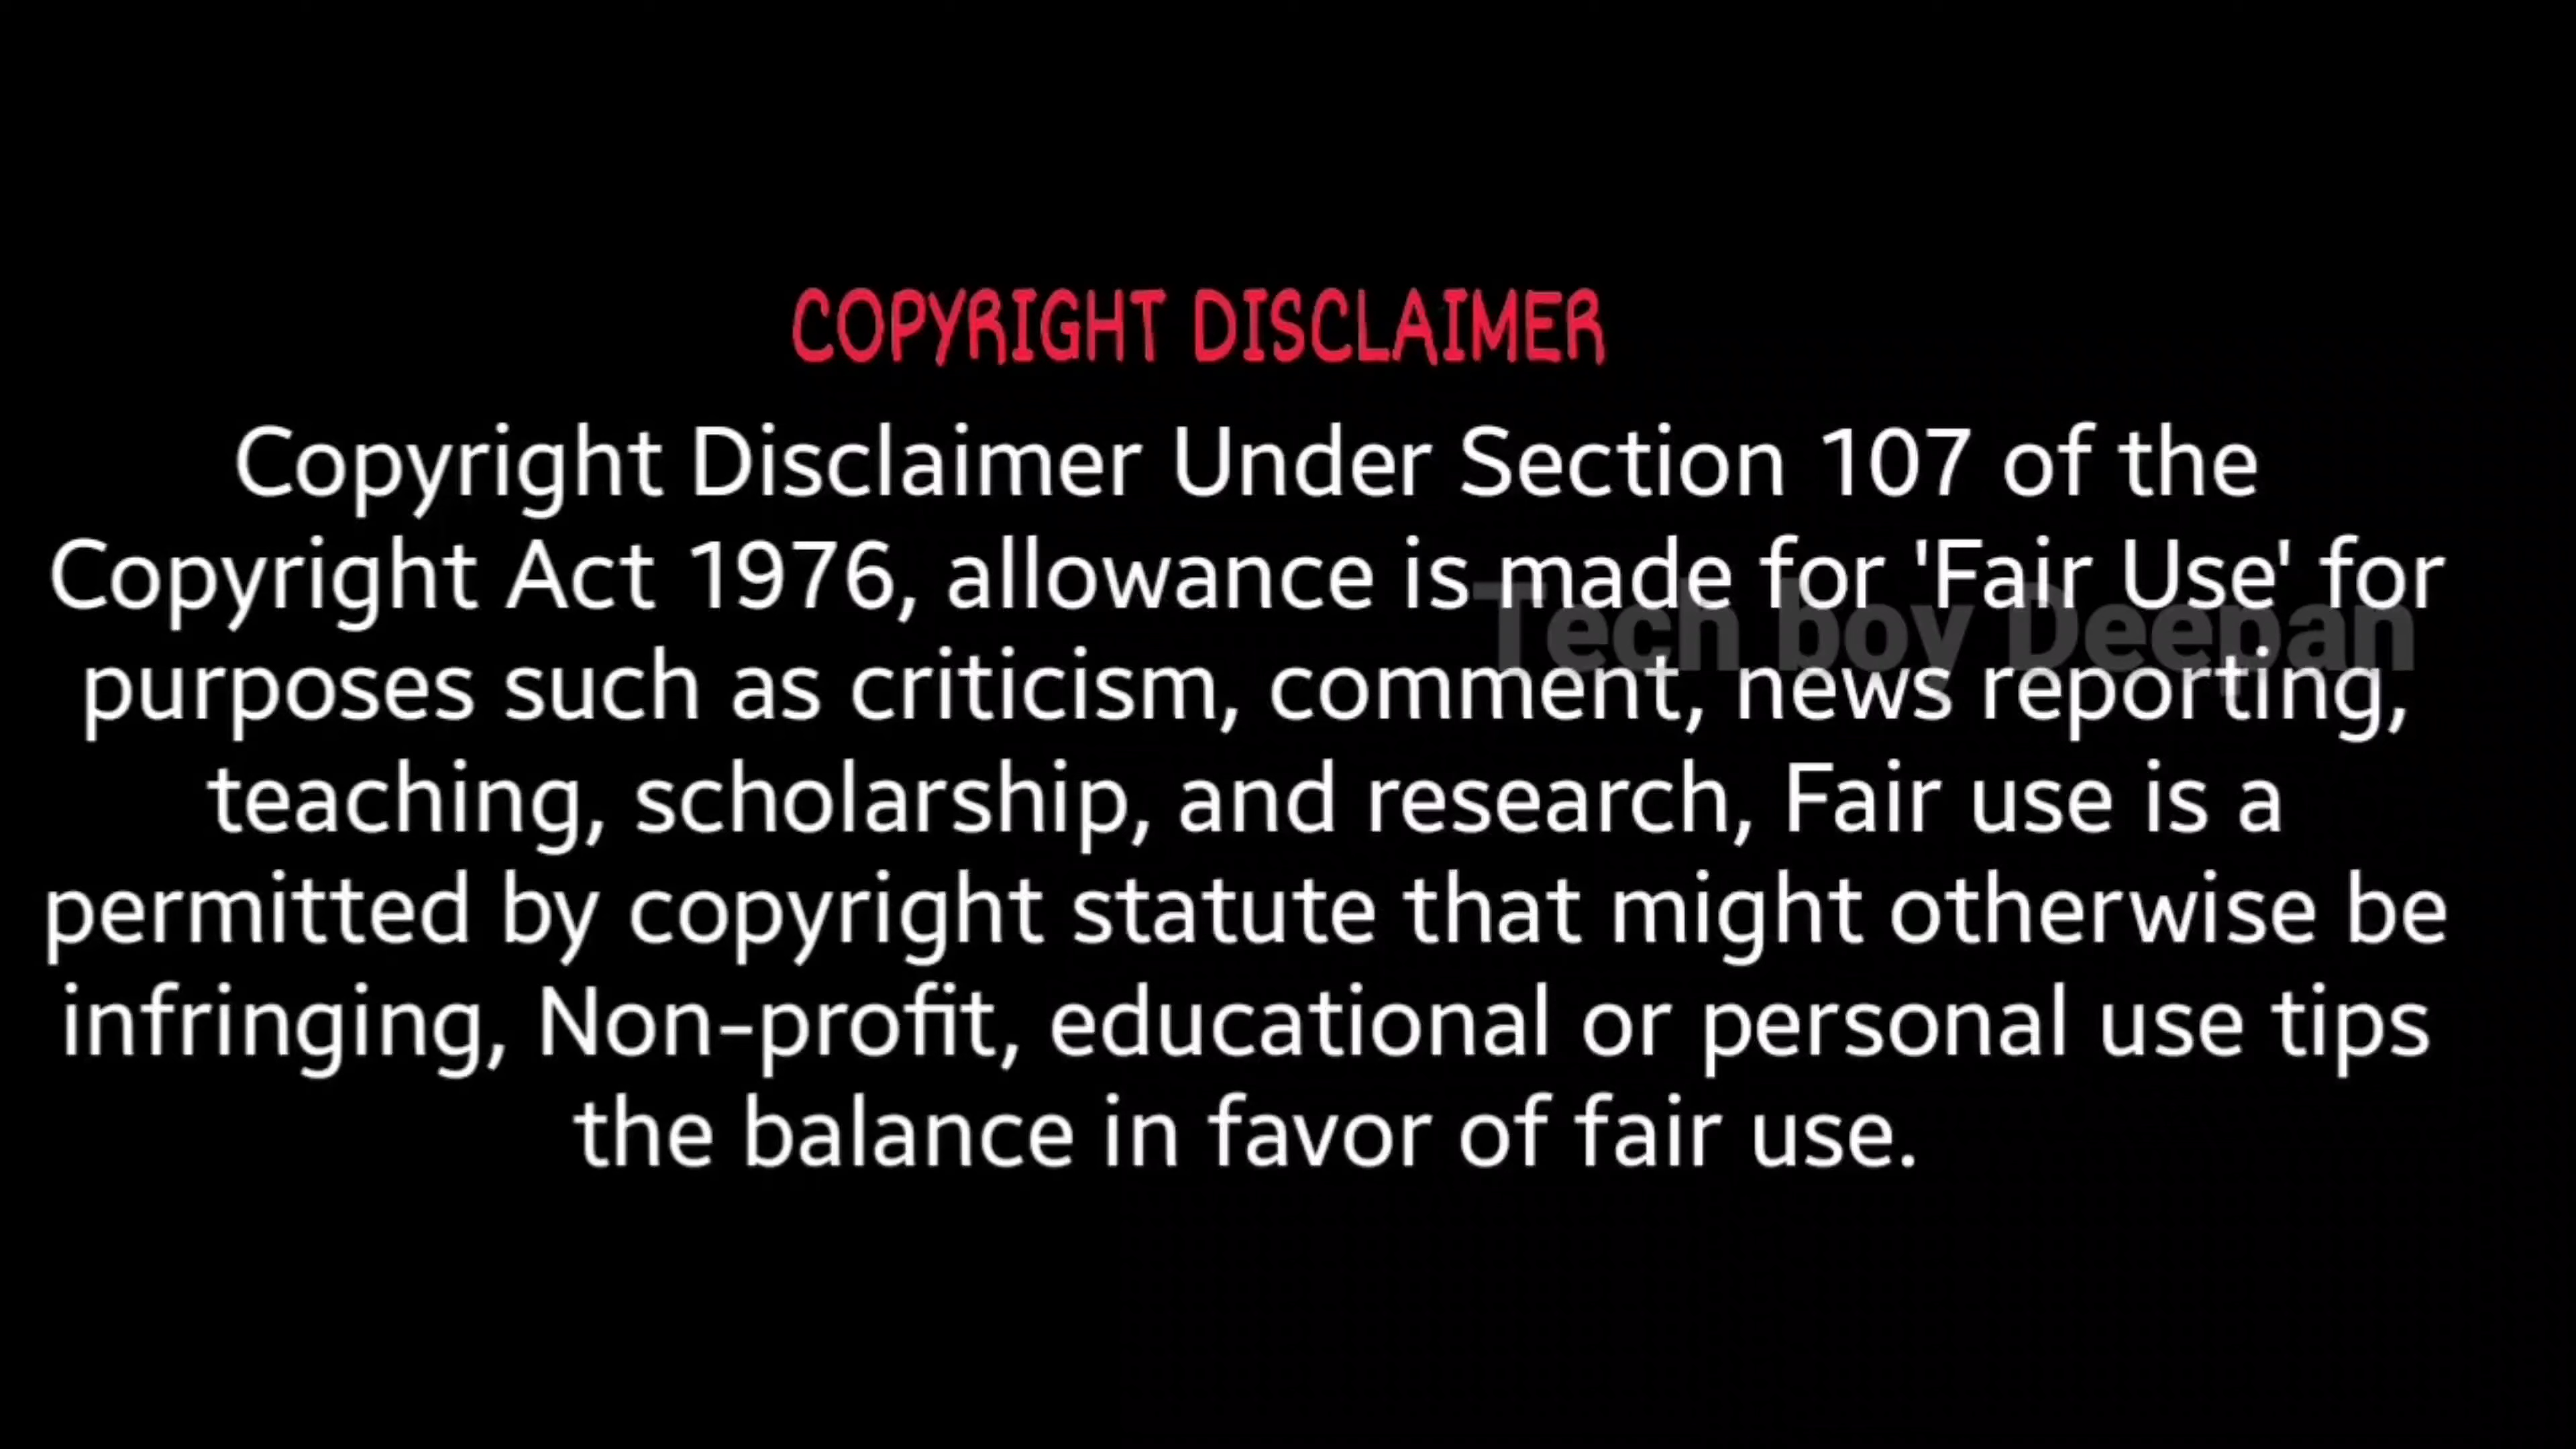 COPYRIGHT DISCLAIMER
Copyright Disclaimer Under Section 107 of the
Copyright Act 1976, allowance is made for 'Fair Use' for
Tech boy Deepan
purposes such as criticism, comment, news reporting,
teaching, scholarship, and research, Fair use is a
permitted by copyright statute that might otherwise be
infringing, Non-profit, educational or personal use tips
the balance in favor of fair use.